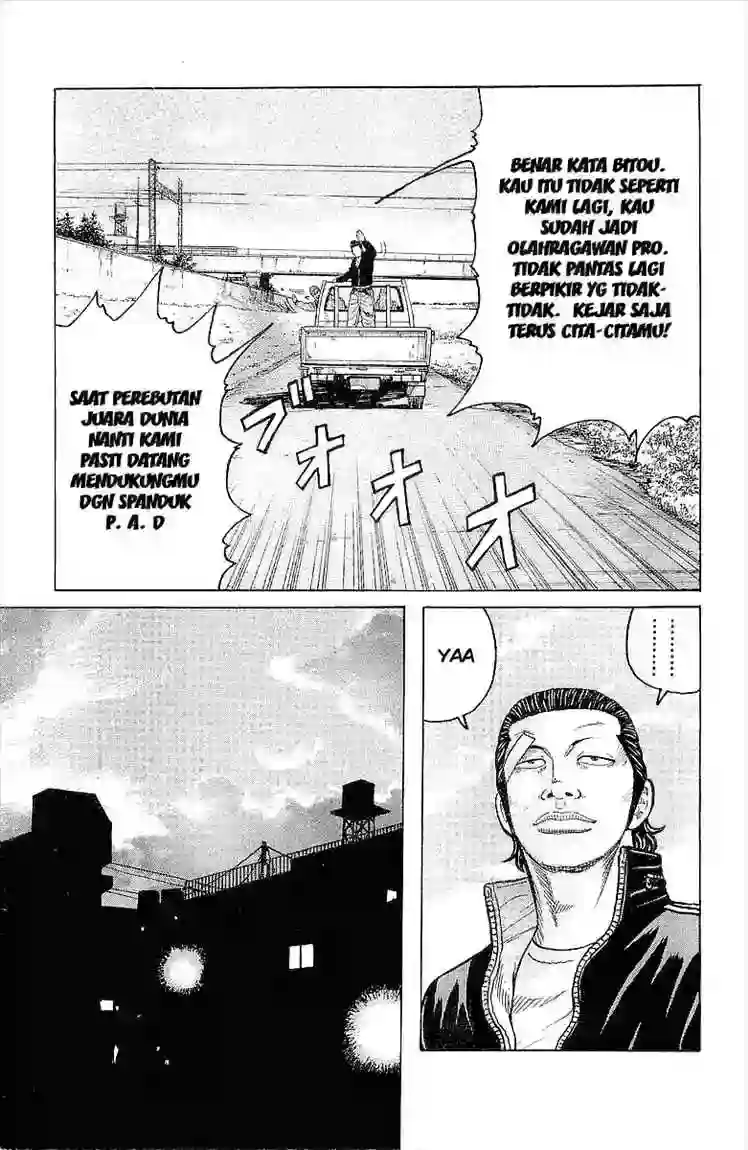 BENAR KATA BITOU.
KAU ITU TIDAK SEPERTI
KAMI LAGI, KAU
SUDAH JADI
OLAHRAGAWAN PRO.
TIDAK PANTAS LAGI
BERPIKIR YG TIDAK-
TIDAK. KEJAR SAJA
TERUS CITA-CITAMU!
SAAT PEREBUTAN
JUARA DUNIA
NANTI KAMI
PASTI DATANG
MENDUKUNGMU
DGN SPANDUK
P. A. D
ブオオオ
........
YAA